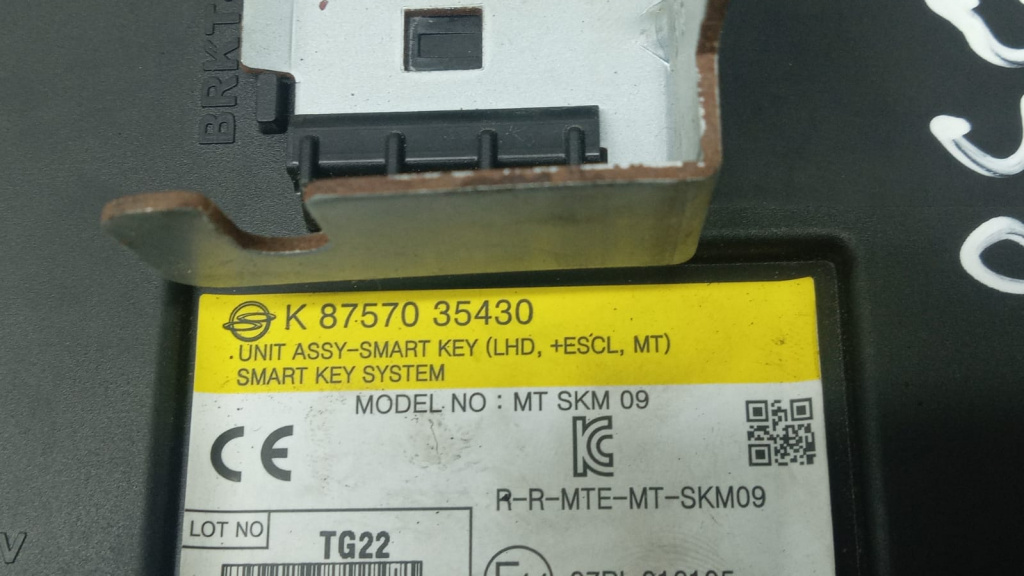 BRKT
K 87570 35430
UNIT ASSY-SMART KEY (LHD, +ESCL, MT)
SMART KEY SYSTEM
MODEL NO : MT SKM 09
CE
KC
R-R-MTE-MT-SKM09
LOT NO
TG22